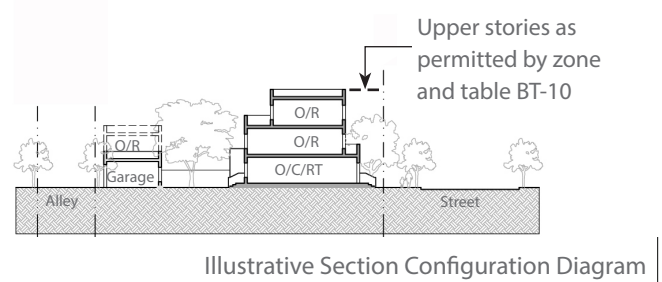 Upper stories as
permitted by zone
and table BT-10
O/R
O/R
O/R
O/C/RT
Garage
Alley
Street
Illustrative Section Configuration Diagram